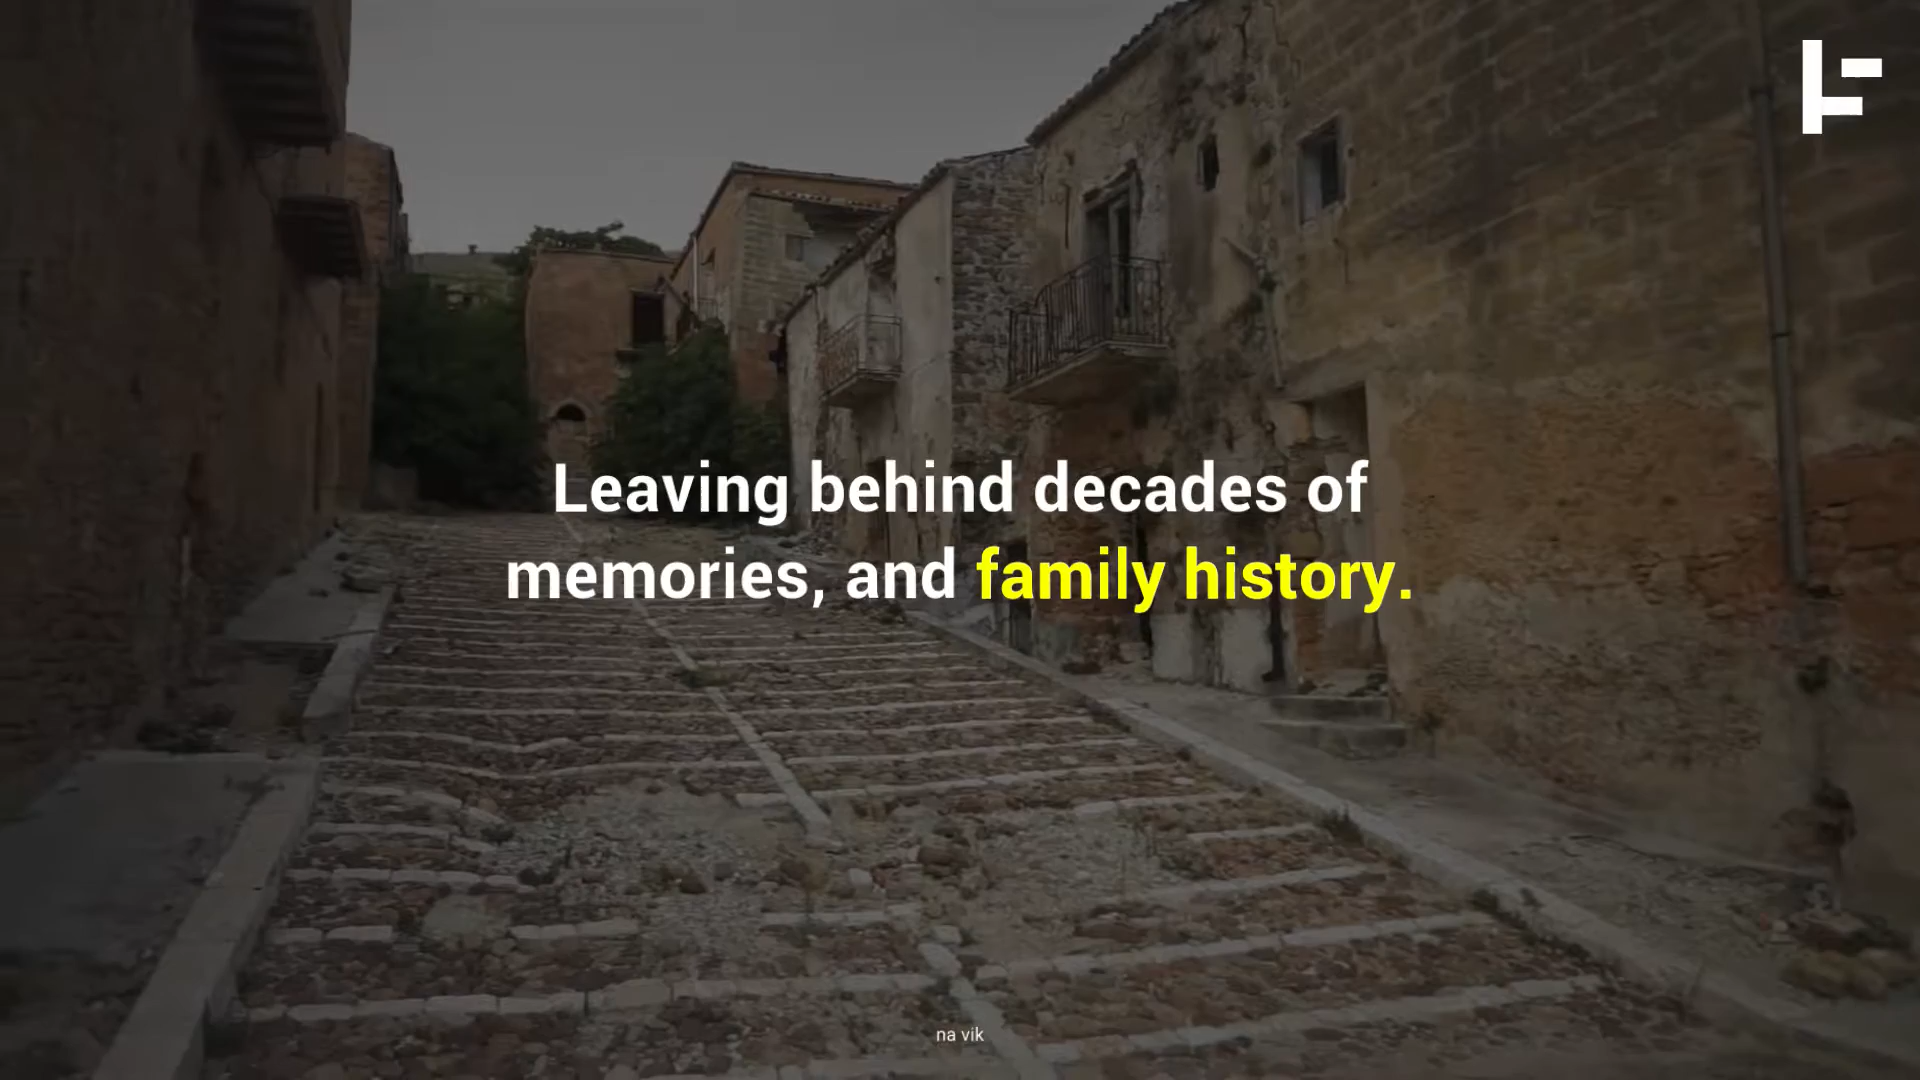 Leaving behind decades of
memories, and family history.
na vik